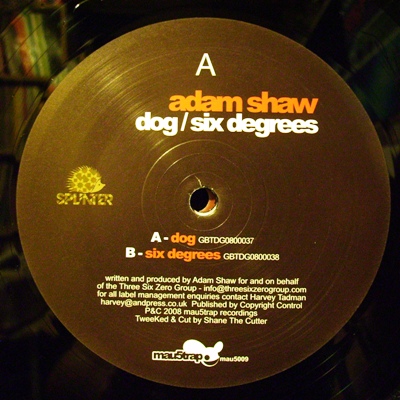 A
adam shaw
dog / six degrees
SPLINTER
A - dog GBTDG0800037
B - six degrees GBTDG0800038
written and produced by Adam Shaw for and on behalf
of the Three Six Zero Group - info@threesixzerogroup.com
for all label management enquiries contact Harvey Tadman
harvey@andpress.co.uk Published by Copyright Control
P&C 2008 mau5trap recordings
TweeKed & Cut by Shane The Cutter
mau5trap
mau5009